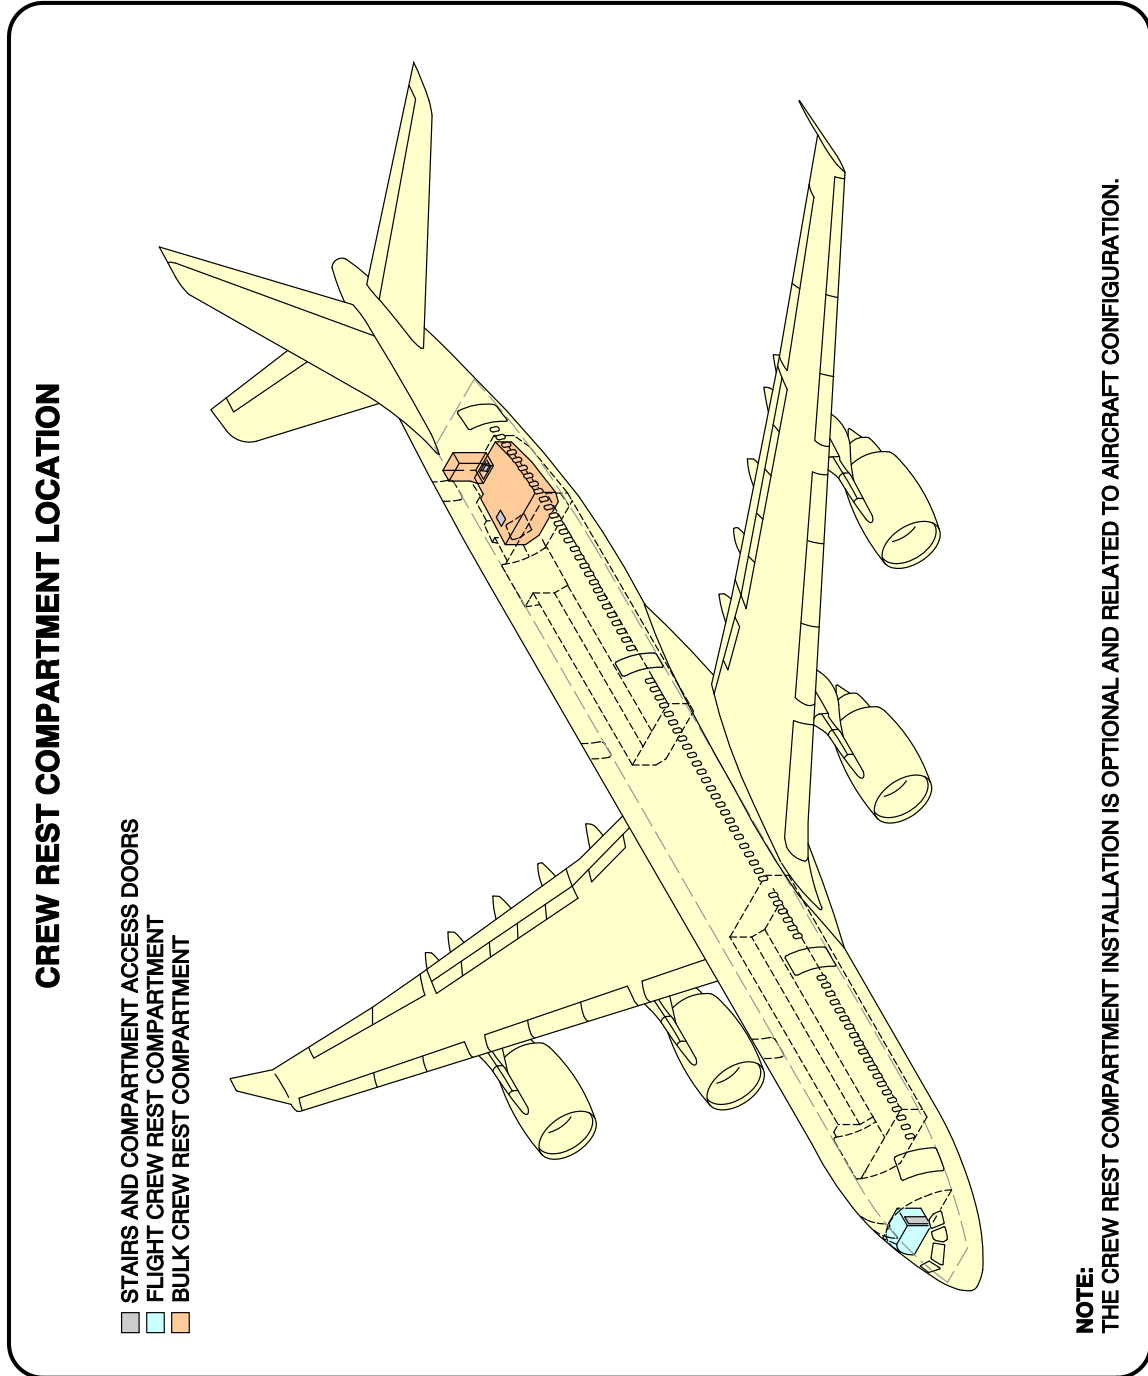 CREW REST COMPARTMENT LOCATION
STAIRS AND COMPARTMENT ACCESS DOORS
FLIGHT CREW REST COMPARTMENT
BULK CREW REST COMPARTMENT
NOTE:
THE CREW REST COMPARTMENT INSTALLATION IS OPTIONAL AND RELATED TO AIRCRAFT CONFIGURATION.